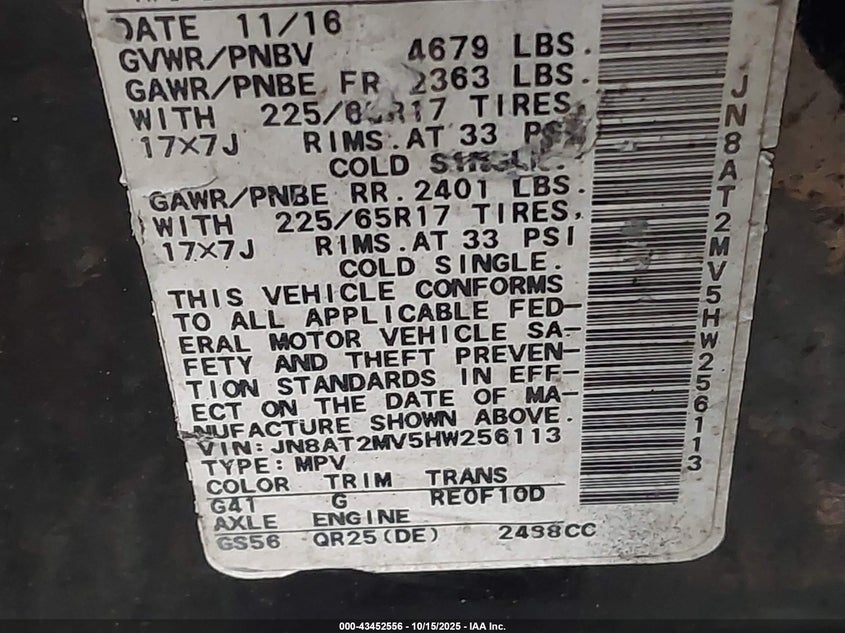 DATE 11/16
GVWR/PNBV 4679 LBS.
GAWR/PNBE FR 2363 LBS.
WITH 225/65R17 TIRES,
17X7J RIMS.AT 33 PSI
COLD SINGLE.
GAWR/PNBE RR.2401 LBS.
WITH 225/65R17 TIRES,
17X7J RIMS.AT 33 PSI
COLD SINGLE.
THIS VEHICLE CONFORMS
TO ALL APPLICABLE FED-
ERAL MOTOR VEHICLE SA-
FETY AND THEFT PREVEN-
TION STANDARDS IN EFF-
ECT ON THE DATE OF MA-
NUFACTURE SHOWN ABOVE.
VIN:JN8AT2MV5HW256113
TYPE:MPV
COLOR TRIM TRANS
G41 G RE0F10D
AXLE ENGINE
GS56 QR25(DE) 2488CC
JN8AT2MV5HW256113
000-43452556 - 10/15/2025 - IAA Inc.